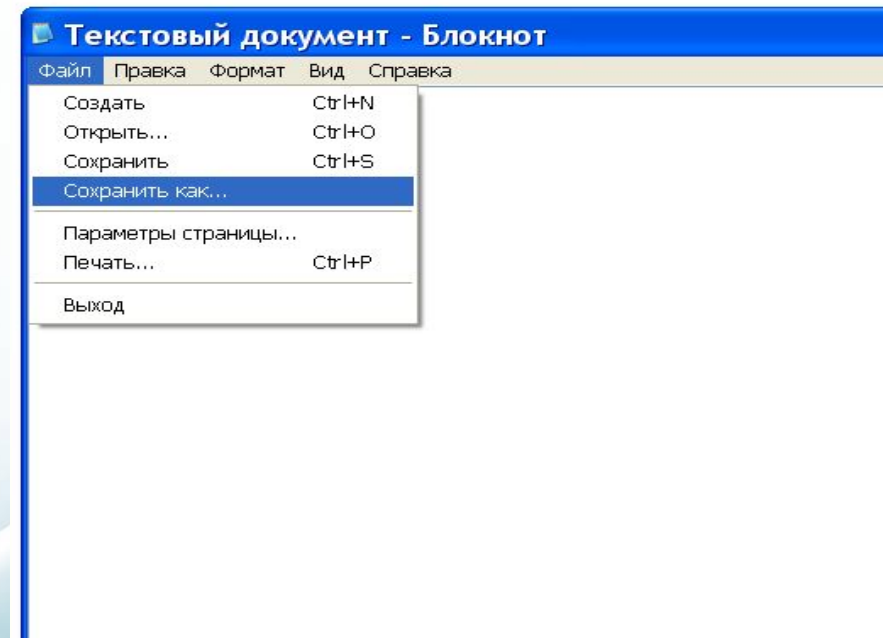 Текстовый документ - Блокнот
Файл Правка Формат Вид Справка
Создать Ctrl+N
Открыть... Ctrl+O
Сохранить Ctrl+S
Сохранить как...
Параметры страницы...
Печать... Ctrl+P
Выход